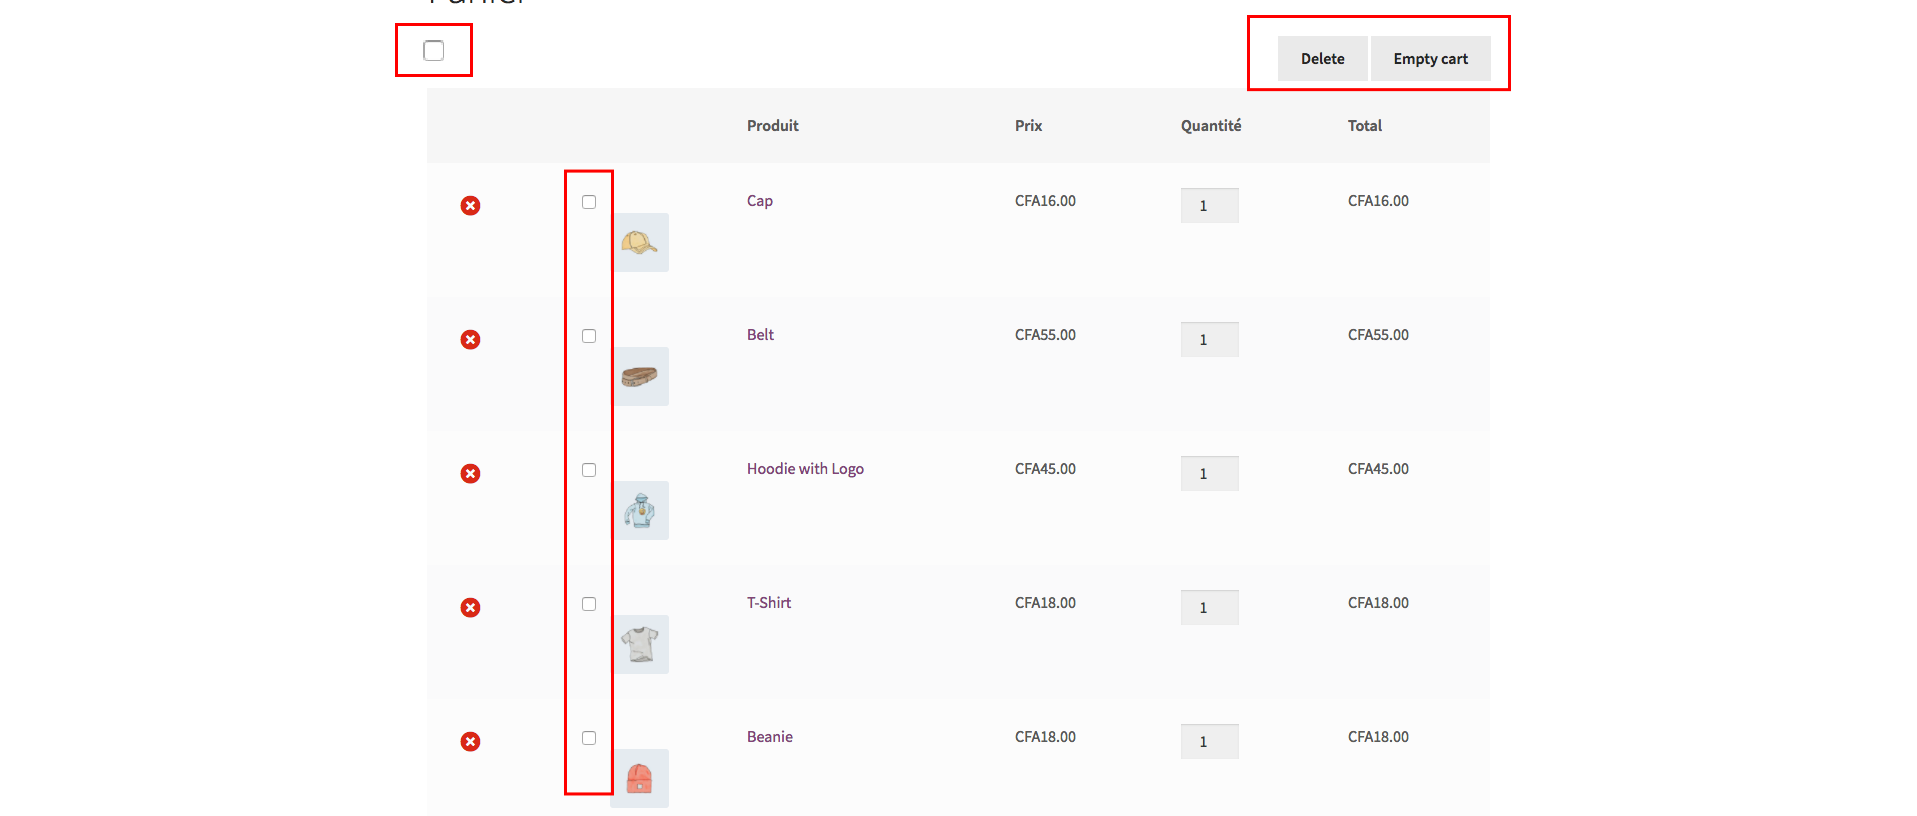 Panier
Delete Empty cart
Produit Prix Quantité Total
Cap CFA16.00 1 CFA16.00
Belt CFA55.00 1 CFA55.00
Hoodie with Logo CFA45.00 1 CFA45.00
T-Shirt CFA18.00 1 CFA18.00
Beanie CFA18.00 1 CFA18.00